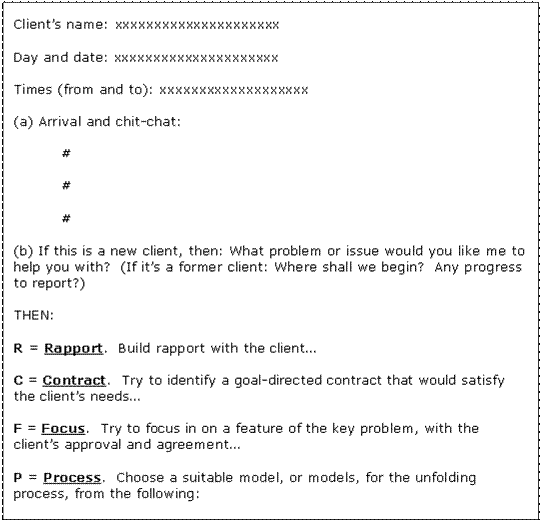 Client's name: xxxxxxxxxxxxxxxxxxxxx
Day and date: xxxxxxxxxxxxxxxxxxxxx
Times (from and to): xxxxxxxxxxxxxxxxxxx
(a) Arrival and chit-chat:
#
#
#
(b) If this is a new client, then: What problem or issue would you like me to
help you with?  (If it's a former client: Where shall we begin?  Any progress
to report?)
THEN:
R = Rapport.  Build rapport with the client...
C = Contract.  Try to identify a goal-directed contract that would satisfy
the client's needs...
F = Focus.  Try to focus in on a feature of the key problem, with the
client's approval and agreement...
P = Process.  Choose a suitable model, or models, for the unfolding
process, from the following: